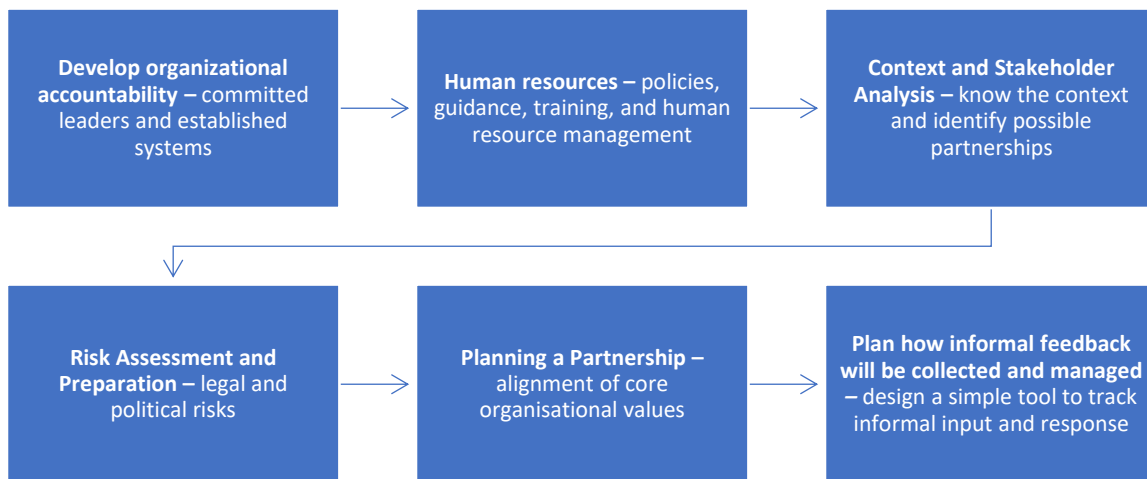 Develop organizational
accountability – committed
leaders and established
systems
Human resources – policies,
guidance, training, and human
resource management
Context and Stakeholder
Analysis – know the context
and identify possible
partnerships
Risk Assessment and
Preparation – legal and
political risks
Planning a Partnership –
alignment of core
organisational values
Plan how informal feedback
will be collected and managed
– design a simple tool to track
informal input and response